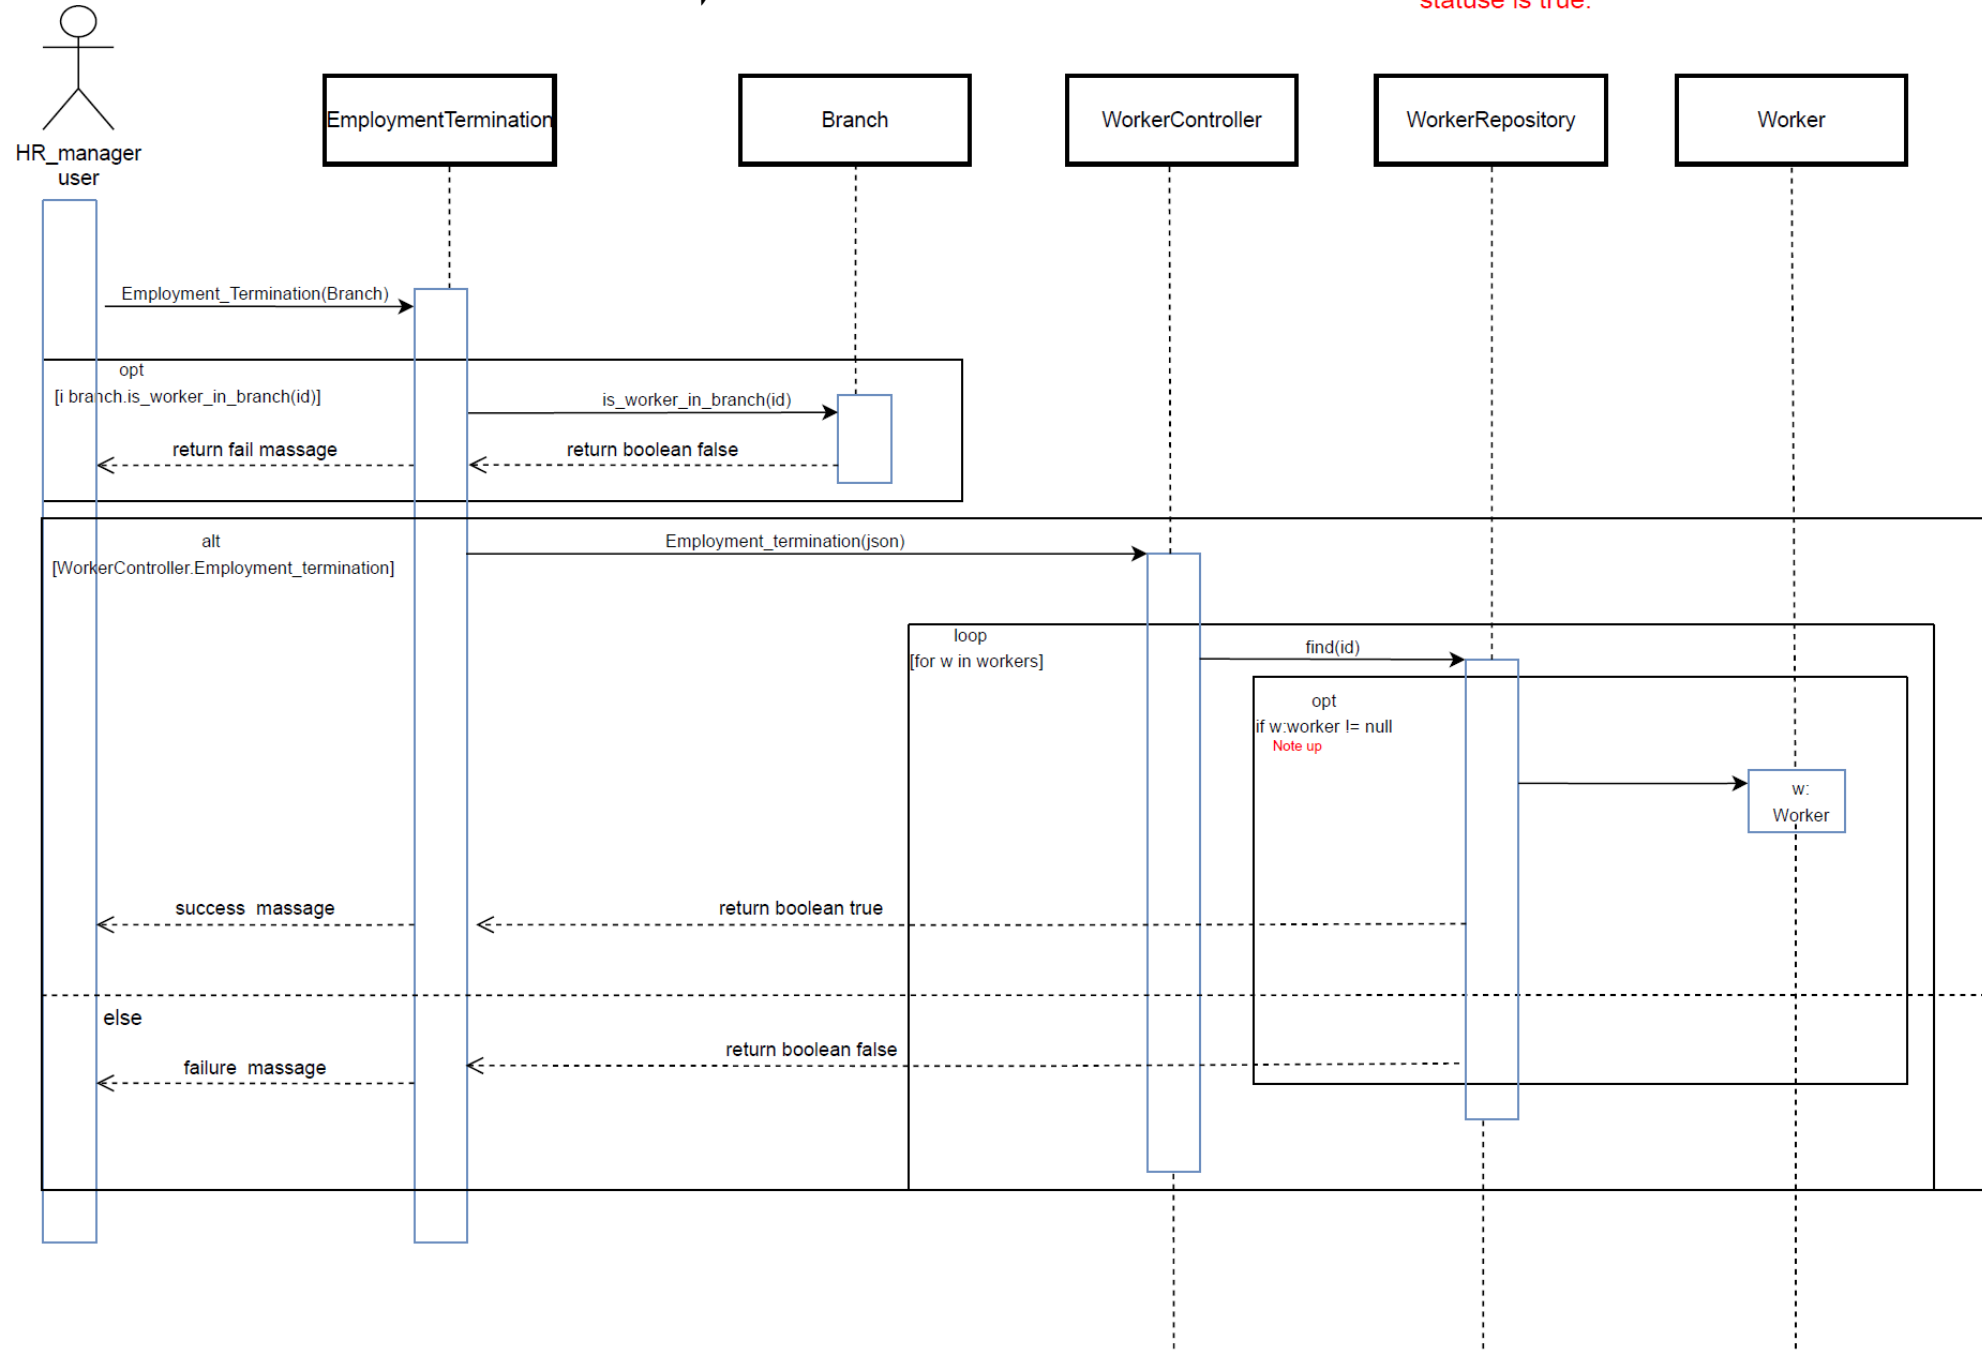 statuse is true.
HR_manager
user
EmploymentTermination
Branch
WorkerController
WorkerRepository
Worker
Employment_Termination(Branch)
opt
[i branch.is_worker_in_branch(id)]
is_worker_in_branch(id)
return fail massage
return boolean false
alt
[WorkerController.Employment_termination]
Employment_termination(json)
loop
[for w in workers]
find(id)
opt
if w:worker != null
Note up
w:
Worker
success massage
return boolean true
else
return boolean false
failure massage